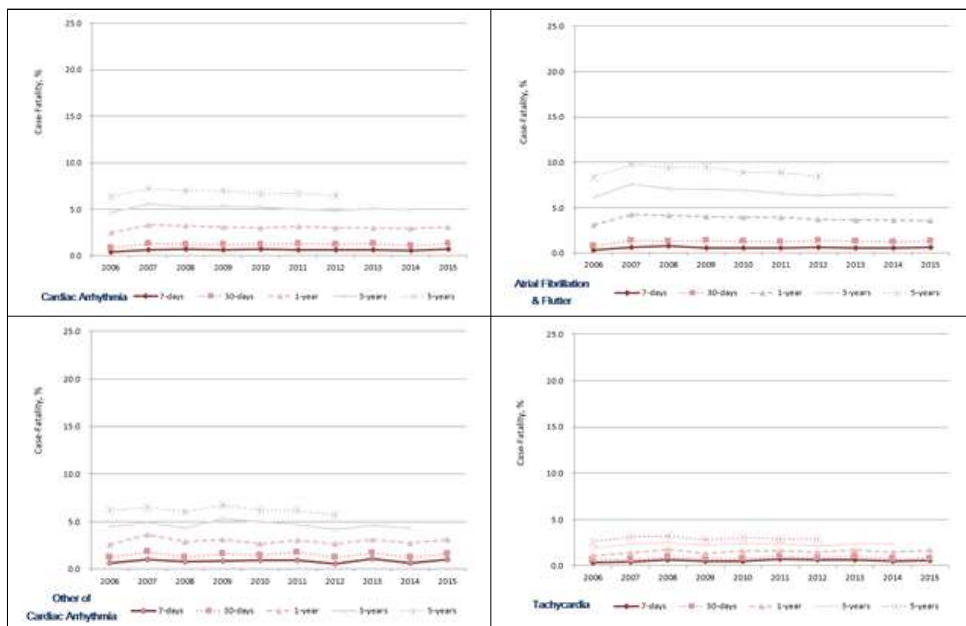 25.0
20.0
15.0
10.0
5.0
0.0
Case-Fatality, %
2006 2007 2008 2009 2010 2011 2012 2013 2014 2015
Cardiac Arrhythmia
7-days 30-days 1-year 3-years 5-years
25.0
20.0
15.0
10.0
5.0
0.0
Case-Fatality, %
2006 2007 2008 2009 2010 2011 2012 2013 2014 2015
Atrial Fibrillation
& Flutter
7-days 30-days 1-year 3-years 5-years
25.0
20.0
15.0
10.0
5.0
0.0
Case-Fatality, %
2006 2007 2008 2009 2010 2011 2012 2013 2014 2015
Other of
Cardiac Arrhythmia
7-days 30-days 1-year 3-years 5-years
25.0
20.0
15.0
10.0
5.0
0.0
Case-Fatality, %
2006 2007 2008 2009 2010 2011 2012 2013 2014 2015
Tachycardia
7-days 30-days 1-year 3-years 5-years